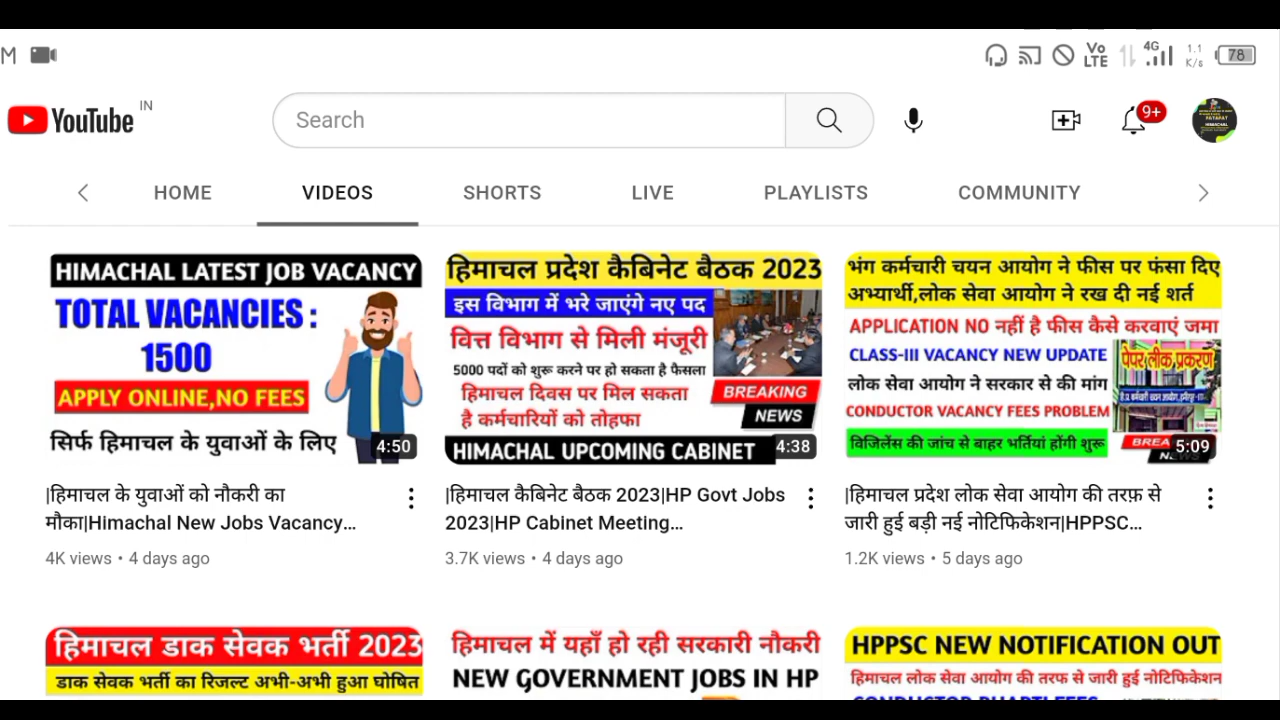 M
Vo
LTE
4G
1.1
K/s
78
YouTube IN
Search
9+
HOME VIDEOS SHORTS LIVE PLAYLISTS COMMUNITY
HIMACHAL LATEST JOB VACANCY
TOTAL VACANCIES :
1500
APPLY ONLINE,NO FEES
सिर्फ हिमाचल के युवाओं के लिए
4:50
|हिमाचल के युवाओं को नौकरी का
मौका|Himachal New Jobs Vacancy...
4K views • 4 days ago
हिमाचल प्रदेश कैबिनेट बैठक 2023
इस विभाग में भरे जाएंगे नए पद
वित्त विभाग से मिली मंजूरी
5000 पदों को शुरू करने पर हो सकता है फैसला
हिमाचल दिवस पर मिल सकता
है कर्मचारियों को तोहफा
BREAKING
NEWS
HIMACHAL UPCOMING CABINET
4:38
|हिमाचल कैबिनेट बैठक 2023|HP Govt Jobs
2023|HP Cabinet Meeting...
3.7K views • 4 days ago
भंग कर्मचारी चयन आयोग ने फीस पर फंसा दिए
अभ्यार्थी,लोक सेवा आयोग ने रख दी नई शर्त
APPLICATION NO नहीं है फीस कैसे करवाएं जमा
CLASS-III VACANCY NEW UPDATE
लोक सेवा आयोग ने सरकार से की मांग
CONDUCTOR VACANCY FEES PROBLEM
विजिलेंस की जांच से बाहर भर्तियां होंगी शुरू
पेपर लीक प्रकरण
BREA
NEWS
5:09
|हिमाचल प्रदेश लोक सेवा आयोग की तरफ़ से
जारी हुई बड़ी नई नोटिफिकेशन|HPPSC...
1.2K views • 5 days ago
हिमाचल डाक सेवक भर्ती 2023
डाक सेवक भर्ती का रिजल्ट अभी-अभी हुआ घोषित
हिमाचल में यहाँ हो रही सरकारी नौकरी
NEW GOVERNMENT JOBS IN HP
HPPSC NEW NOTIFICATION OUT
हिमाचल लोक सेवा आयोग की तरफ से जारी हुई नोटिफिकेशन
CONDUCTOR BHARTI FEES